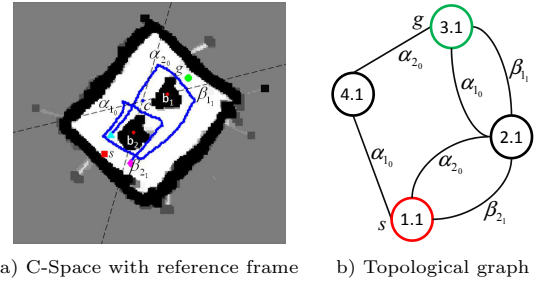 α₂₀
g
α₁₀
c
b₁
β₁₁
b₂
s
β₂₁
a) C-Space with reference frame
g
3.1
α₂₀
β₁₁
4.1
α₁₀
2.1
α₁₀
α₂₀
s
1.1
β₂₁
b) Topological graph